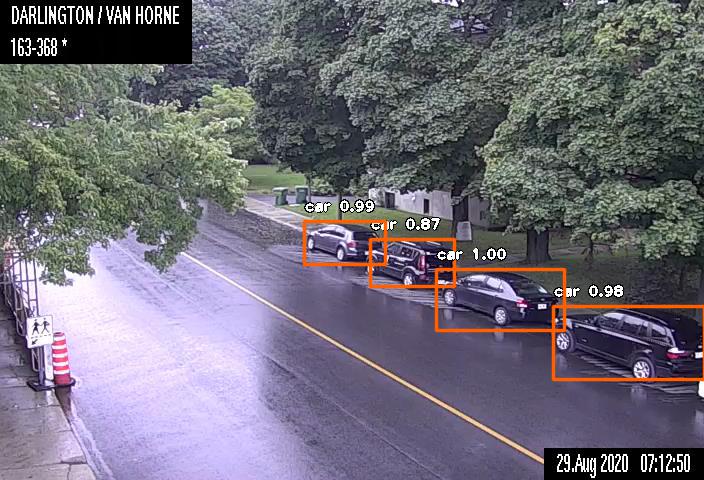 DARLINGTON / VAN HORNE
163-368 *
car 0.99
car 0.87
car 1.00
car 0.98
29.Aug 2020 07:12:50